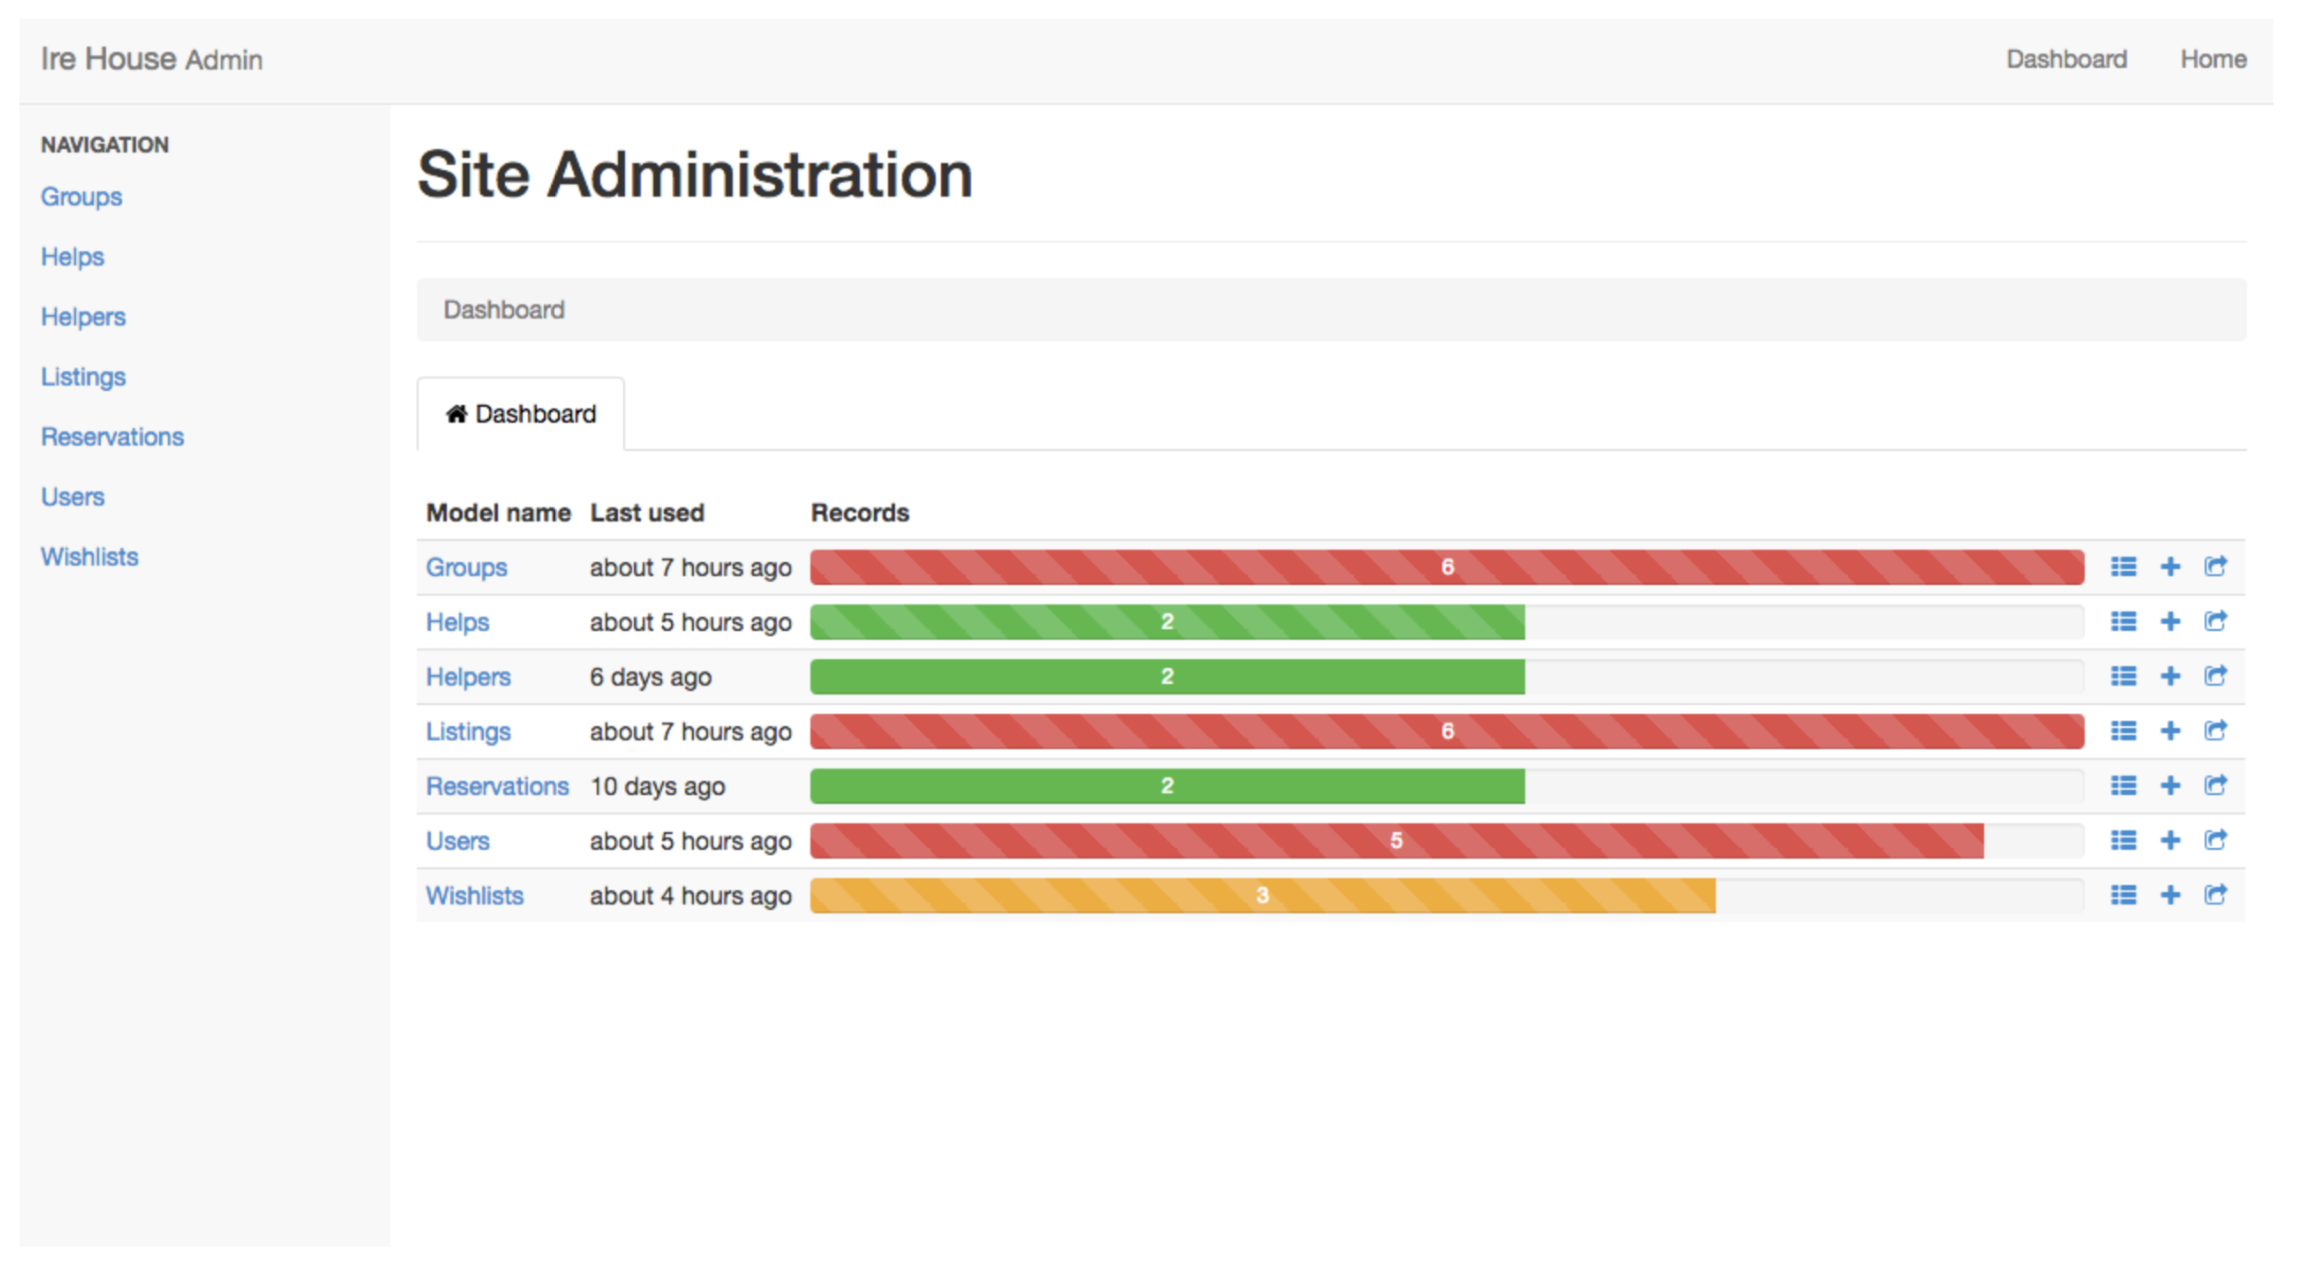 Ire House Admin Dashboard Home
NAVIGATION
Groups
Helps
Helpers
Listings
Reservations
Users
Wishlists
Site Administration
Dashboard
Dashboard
Model name Last used Records
Groups about 7 hours ago 6
Helps about 5 hours ago 2
Helpers 6 days ago 2
Listings about 7 hours ago 6
Reservations 10 days ago 2
Users about 5 hours ago 5
Wishlists about 4 hours ago 3